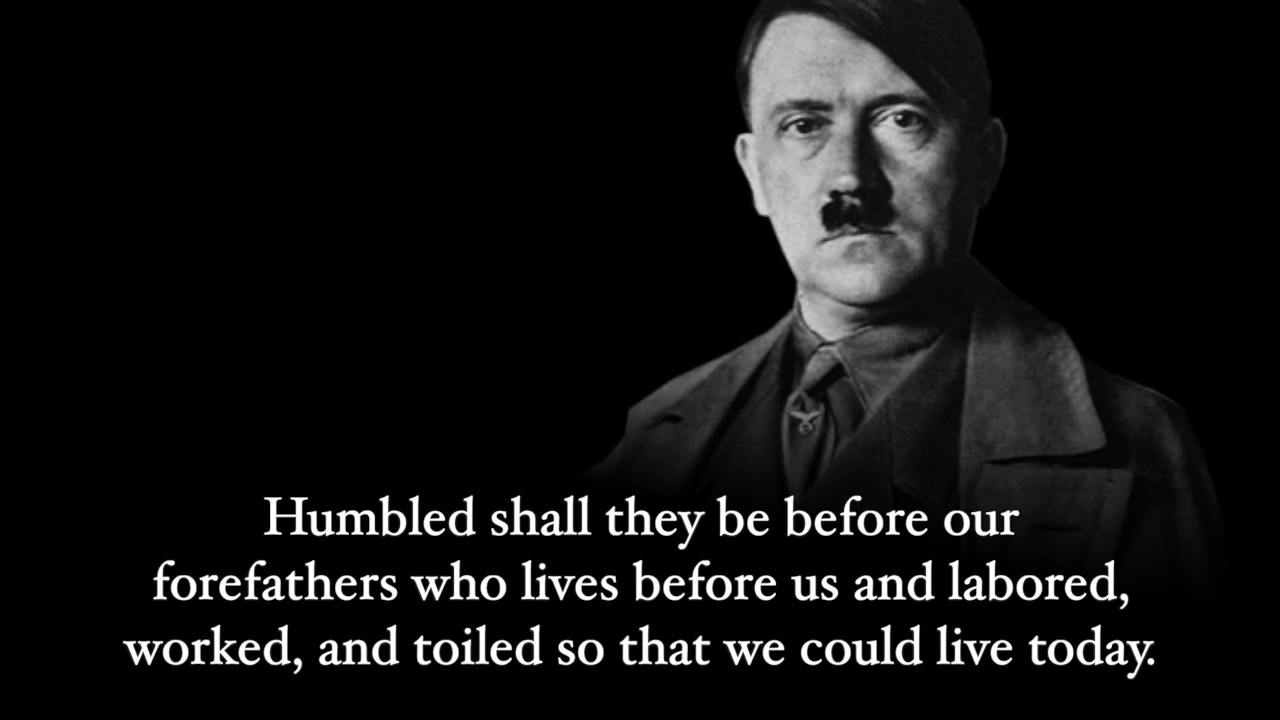 Humbled shall they be before our
forefathers who lives before us and labored,
worked, and toiled so that we could live today.